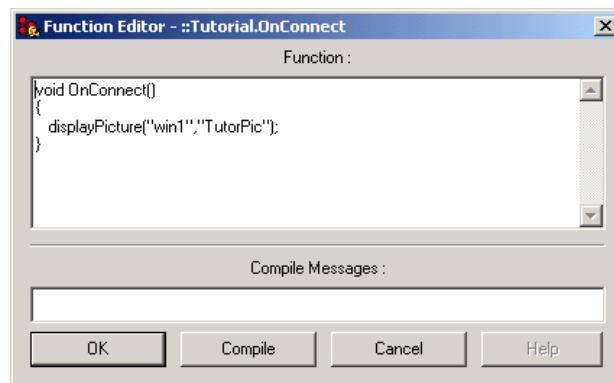 Function Editor - ::Tutorial.OnConnect
Function :
void OnConnect()
{
displayPicture("win1","TutorPic");
}
Compile Messages :
OK Compile Cancel Help